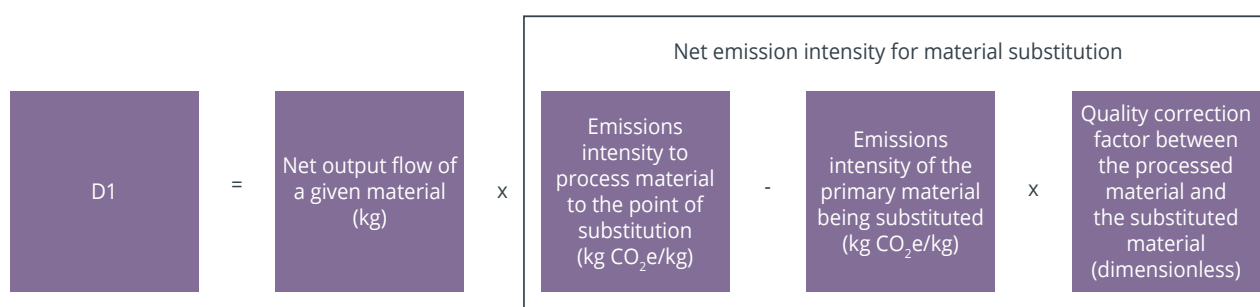 Net emission intensity for material substitution
D1
=
Net output flow of
a given material
(kg)
x
Emissions
intensity to
process material
to the point of
substitution
(kg CO₂e/kg)
-
Emissions
intensity of the
primary material
being substituted
(kg CO₂e/kg)
x
Quality correction
factor between
the processed
material and
the substituted
material
(dimensionless)